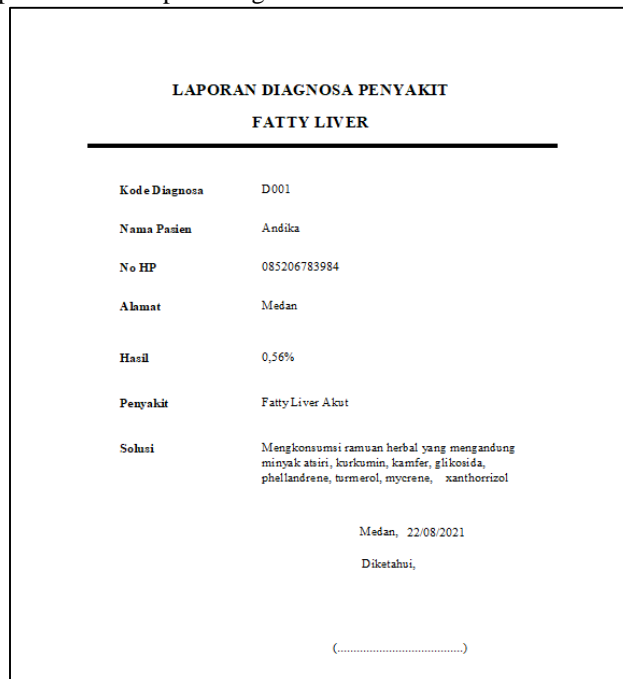 LAPORAN DIAGNOSA PENYAKIT
FATTY LIVER
Kode Diagnosa D001
Nama Pasien Andika
No HP 085206783984
Alamat Medan
Hasil 0,56%
Penyakit Fatty Liver Akut
Solusi Mengkonsumsi ramuan herbal yang mengandung
minyak atsiri, kurkumin, kamfer, glikosida,
phellandrene, turmerol, mycrene, xanthorrizol
Medan, 22/08/2021
Diketahui,
(.......................................)